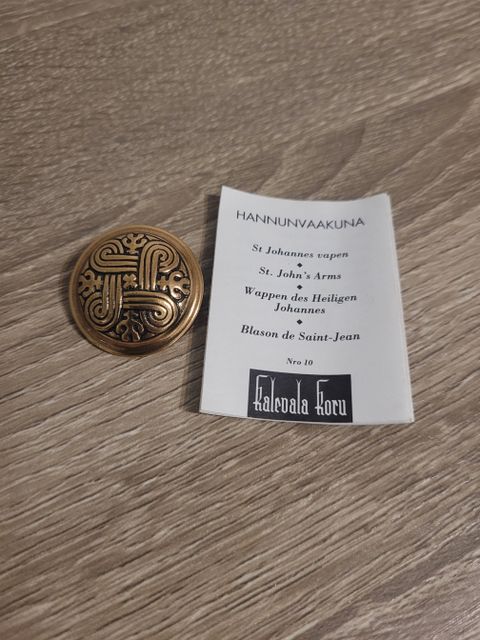 HANNUNVAAKUNA
St Johannes vapen
◆
St. John's Arms
◆
Wappen des Heiligen
Johannes
◆
Blason de Saint-Jean
Nro 10
Kalevala Koru